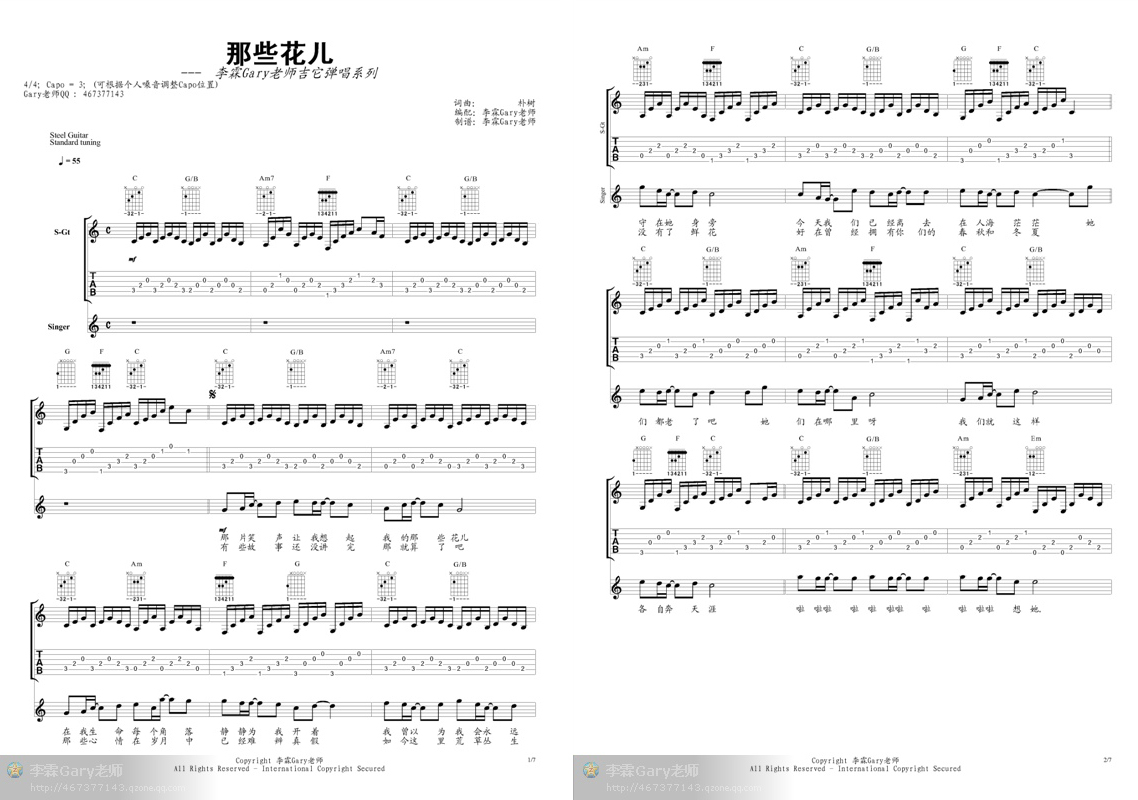 那些花儿
--- 李霖Gary老师吉它弹唱系列
4/4; Capo = 3; (可根据个人嗓音调整Capo位置)
Gary老师QQ : 467377143
词曲: 朴树
编配: 李霖Gary老师
制谱: 李霖Gary老师
Steel Guitar
Standard tuning
= 55
C G/B Am7 F C G/B
S-Gt
mf
Singer
G F C C G/B Am7 C
mf
那 片笑 声让 我想 起 我 的那 些 花儿
有 些故 事还 没讲 完 那 就算 了 吧
C Am F G C G/B
在 我生 命 每 个角 落 静 静为 我 开 着 我 曾以 为 我 会永 远
那 些心 情 在 岁月 中 已 经难 辨 真 假 如 今这 里 荒 草丛 生
Copyright 李霖Gary老师
All Rights Reserved - International Copyright Secured
1/7
李霖Gary老师
http://467377143.qzone.qq.com
Am F C G/B G F C
S-Gt
Singer
守 在她 身 旁 今 天我 们 已 经离 去 在 人海 茫 茫 她
没 有了 鲜 花 好 在曾 经 拥 有你 们的 春 秋和 冬 夏
C G/B Am F C G/B
们 都老 了 吧 她 们 在哪 里 呀 我 们就 这 样
G F C C G/B Am Em
各 自奔 天 涯 啦 啦啦 啦 啦 啦啦 啦 啦 啦啦 想 她.
Copyright 李霖Gary老师
All Rights Reserved - International Copyright Secured
2/7
李霖Gary老师
http://467377143.qzone.qq.com